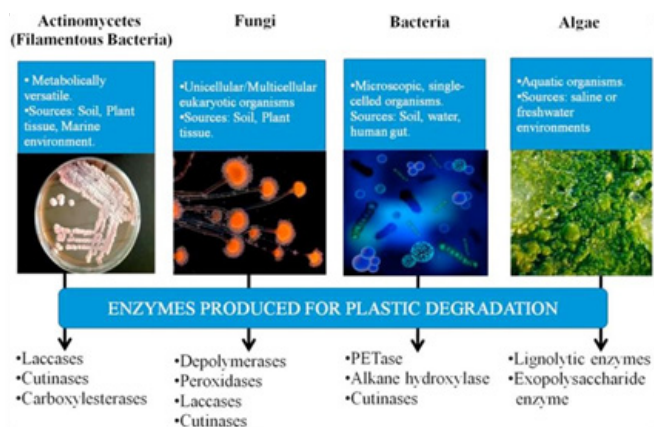 Actinomycetes
(Filamentous Bacteria)
Fungi
Bacteria
Algae
•Metabolically
versatile.
•Sources: Soil, Plant
tissue, Marine
environment.
•Unicellular/Multicellular
eukaryotic organisms
•Sources: Soil, Plant
tissue.
•Microscopic, single-
celled organisms.
Sources: Soil, water,
human gut.
•Aquatic organisms.
•Sources: saline or
freshwater
environments
ENZYMES PRODUCED FOR PLASTIC DEGRADATION
•Laccases
•Cutinases
•Carboxylesterases
•Depolymerases
•Peroxidases
•Laccases
•Cutinases
•PETase
•Alkane hydroxylase
•Cutinases
•Lignolytic enzymes
•Exopolysaccharide
enzyme